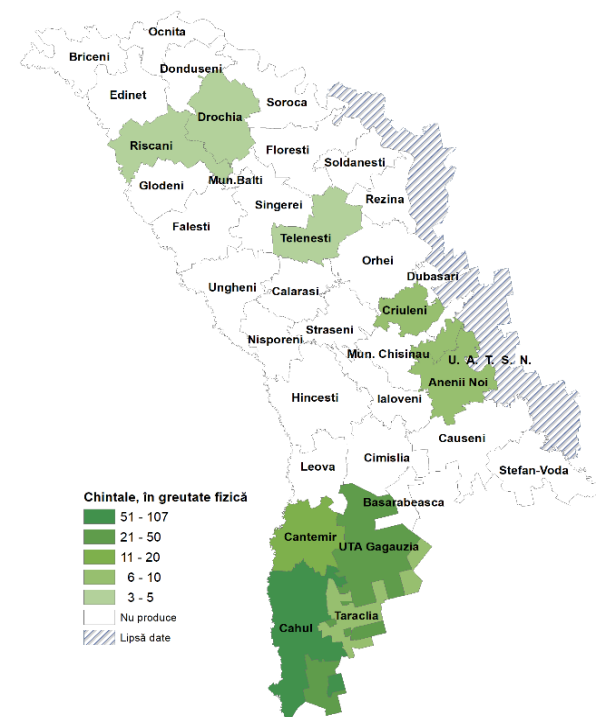 Ocnita
Briceni
Donduseni
Edinet
Soroca
Drochia
Riscani
Floresti
Soldanesti
Glodeni
Mun.Balti
Singerei
Rezina
Falesti
Telenesti
Orhei
Dubasari
Ungheni
Calarasi
Criuleni
Straseni
Nisporeni
Mun. Chisinau
U. A. T. S. N.
Anenii Noi
Hincesti
Ialoveni
Causeni
Cimislia
Leova
Stefan-Voda
Chintale, în greutate fizică
51 - 107
21 - 50
11 - 20
6 - 10
3 - 5
Nu produce
Lipsă date
Basarabeasca
Cantemir
UTA Gagauzia
Taraclia
Cahul